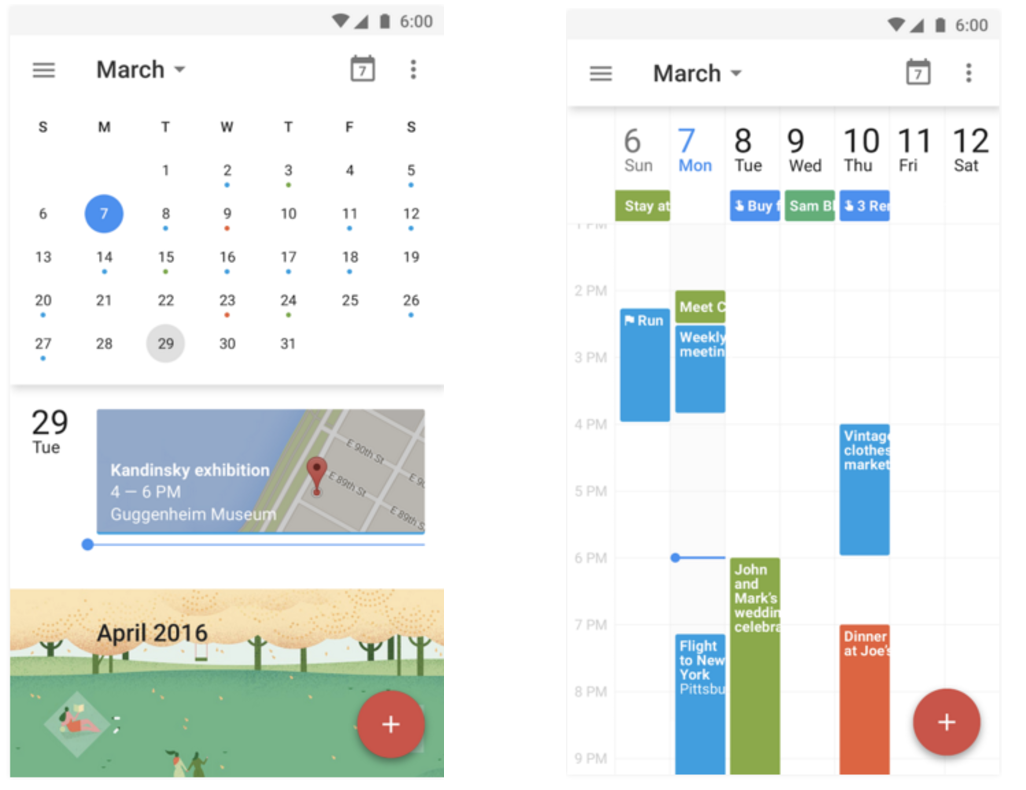 6:00
March
7
S M T W T F S
1 2 3 4 5
6 7 8 9 10 11 12
13 14 15 16 17 18 19
20 21 22 23 24 25 26
27 28 29 30 31
29
Tue
Kandinsky exhibition
4 — 6 PM
Guggenheim Museum
E 90th St
E 89th St
E 89th S
E 9
April 2016
+
6:00
March
7
6 7 8 9 10 11 12
Sun Mon Tue Wed Thu Fri Sat
Stay at
Buy f
Sam Bl
3 Rer
1 PM
2 PM
Meet C
Run
Weekly
meetin
3 PM
4 PM
Vintage
clothes
market
5 PM
6 PM
John
and
Mark's
weddin
celebra
7 PM
Flight
to New
York
Pittsbu
Dinner
at Joe's
8 PM
9 PM
+